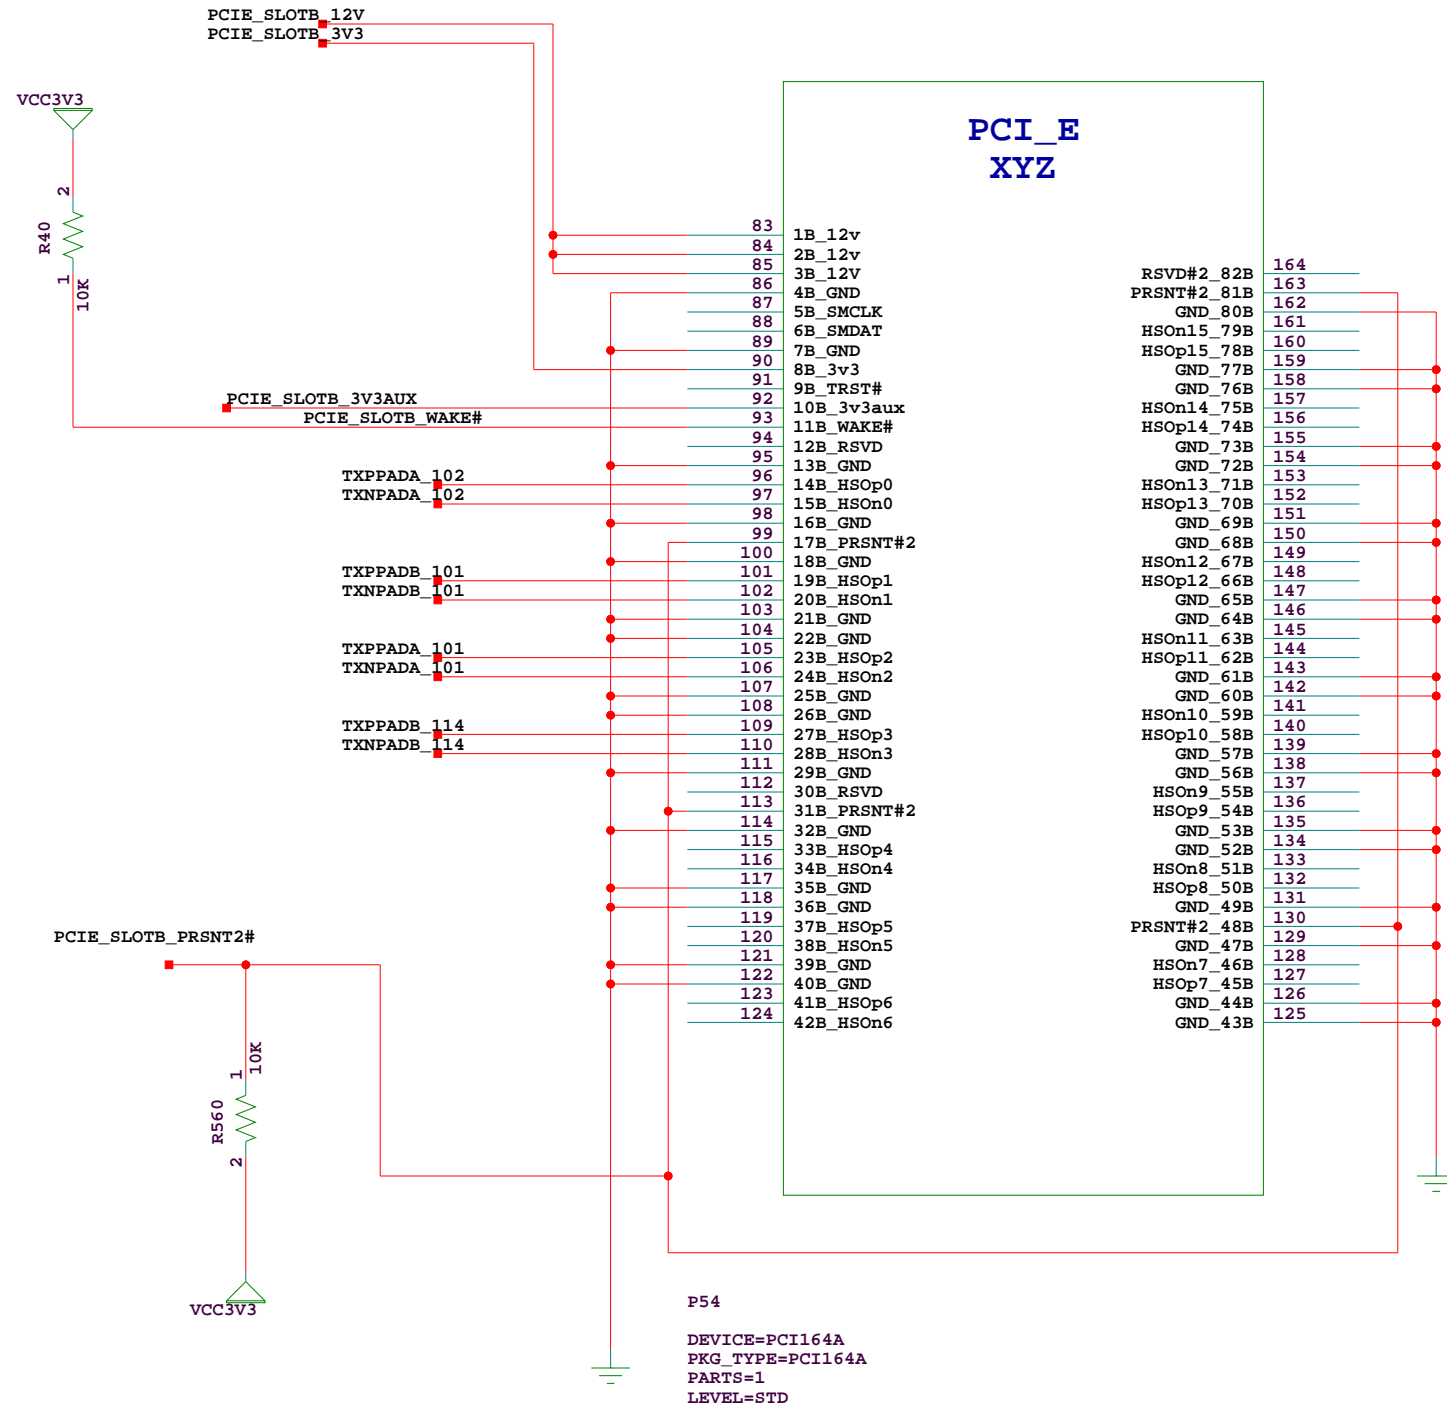 PCIE_SLOTB_12V
PCIE_SLOTB_3V3
VCC3V3
2
R40
1
10K
PCI_E
XYZ
83 1B_12v
84 2B_12v
85 3B_12V
86 4B_GND
87 5B_SMCLK
88 6B_SMDAT
89 7B_GND
90 8B_3v3
91 9B_TRST#
PCIE_SLOTB_3V3AUX 92 10B_3v3aux
PCIE_SLOTB_WAKE# 93 11B_WAKE#
94 12B_RSVD
95 13B_GND
TXPPADA_102 96 14B_HSOp0
TXNPADA_102 97 15B_HSOn0
98 16B_GND
99 17B_PRSNT#2
100 18B_GND
TXPPADB_101 101 19B_HSOp1
TXNPADB_101 102 20B_HSOn1
103 21B_GND
104 22B_GND
TXPPADA_101 105 23B_HSOp2
TXNPADA_101 106 24B_HSOn2
107 25B_GND
108 26B_GND
TXPPADB_114 109 27B_HSOp3
TXNPADB_114 110 28B_HSOn3
111 29B_GND
112 30B_RSVD
113 31B_PRSNT#2
114 32B_GND
115 33B_HSOp4
116 34B_HSOn4
117 35B_GND
118 36B_GND
119 37B_HSOp5
120 38B_HSOn5
121 39B_GND
122 40B_GND
123 41B_HSOp6
124 42B_HSOn6
RSVD#2_82B 164
PRSNT#2_81B 163
GND_80B 162
HSOn15_79B 161
HSOp15_78B 160
GND_77B 159
GND_76B 158
HSOn14_75B 157
HSOp14_74B 156
GND_73B 155
GND_72B 154
HSOn13_71B 153
HSOp13_70B 152
GND_69B 151
GND_68B 150
HSOn12_67B 149
HSOp12_66B 148
GND_65B 147
GND_64B 146
HSOn11_63B 145
HSOp11_62B 144
GND_61B 143
GND_60B 142
HSOn10_59B 141
HSOp10_58B 140
GND_57B 139
GND_56B 138
HSOn9_55B 137
HSOp9_54B 136
GND_53B 135
GND_52B 134
HSOn8_51B 133
HSOp8_50B 132
GND_49B 131
PRSNT#2_48B 130
GND_47B 129
HSOn7_46B 128
HSOp7_45B 127
GND_44B 126
GND_43B 125
PCIE_SLOTB_PRSNT2#
1
10K
R560
2
VCC3V3
P54
DEVICE=PCI164A
PKG_TYPE=PCI164A
PARTS=1
LEVEL=STD